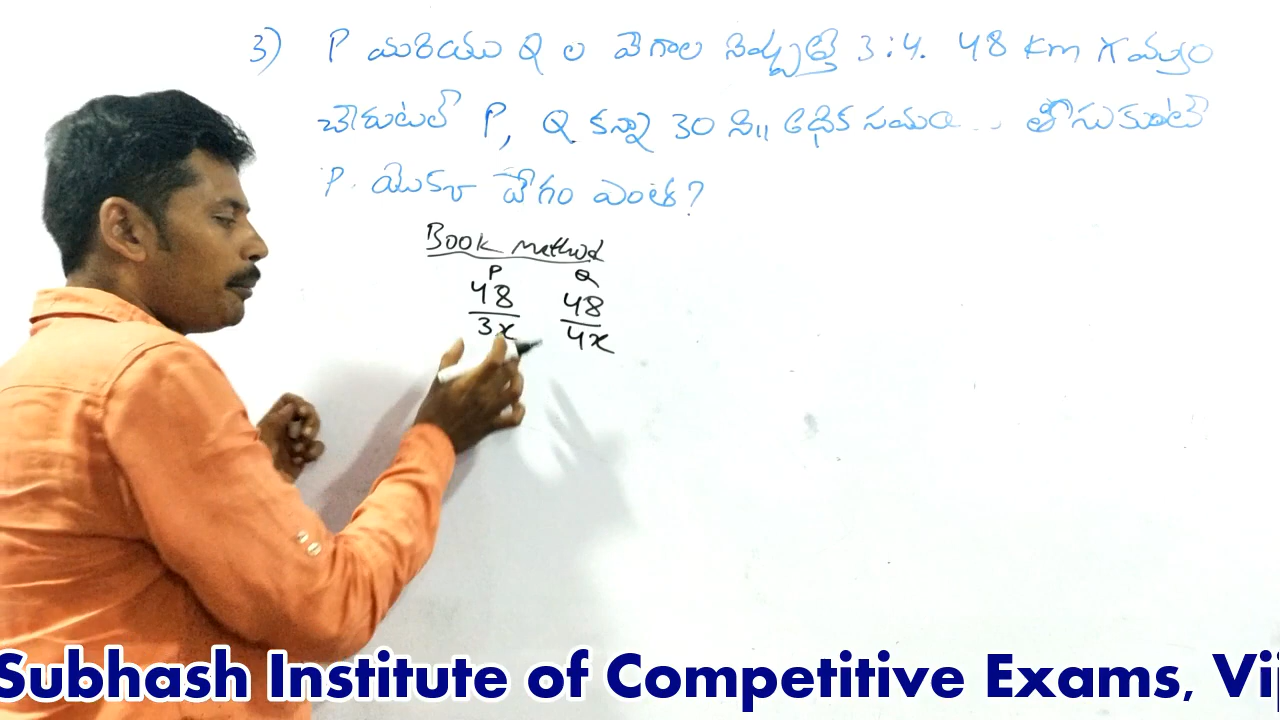 3) P మరియు Q ల వేగాల నిష్పత్తి 3:4. 48 km గమ్యం
చేరుటలో P, Q కన్నా 30 ని|| అధిక సమయం .. తీసుకుంటే
P. యొక్క వేగం ఎంత?
Book method
P Q
48 48
3x 4x
Subhash Institute of Competitive Exams,